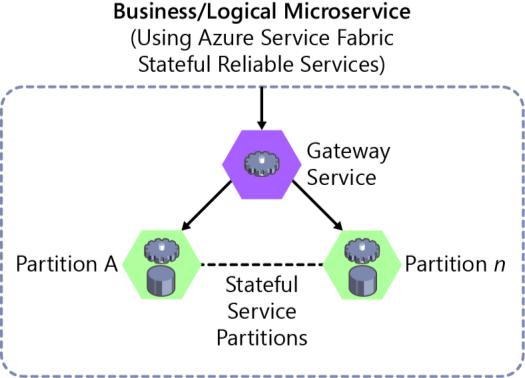 Business/Logical Microservice
(Using Azure Service Fabric
Stateful Reliable Services)
Gateway
Service
Partition A
Partition n
Stateful
Service
Partitions